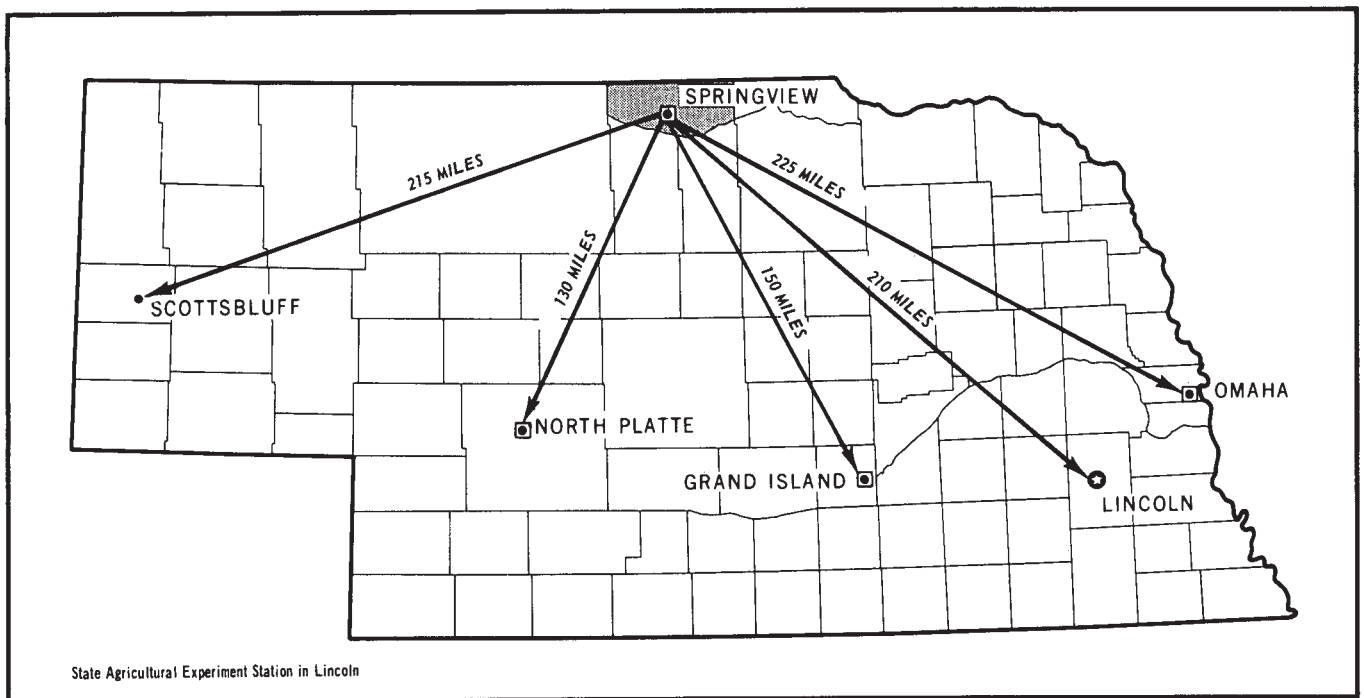 SPRINGVIEW
215 MILES
225 MILES
130 MILES
150 MILES
210 MILES
SCOTTSBLUFF
OMAHA
NORTH PLATTE
GRAND ISLAND
LINCOLN
State Agricultural Experiment Station in Lincoln